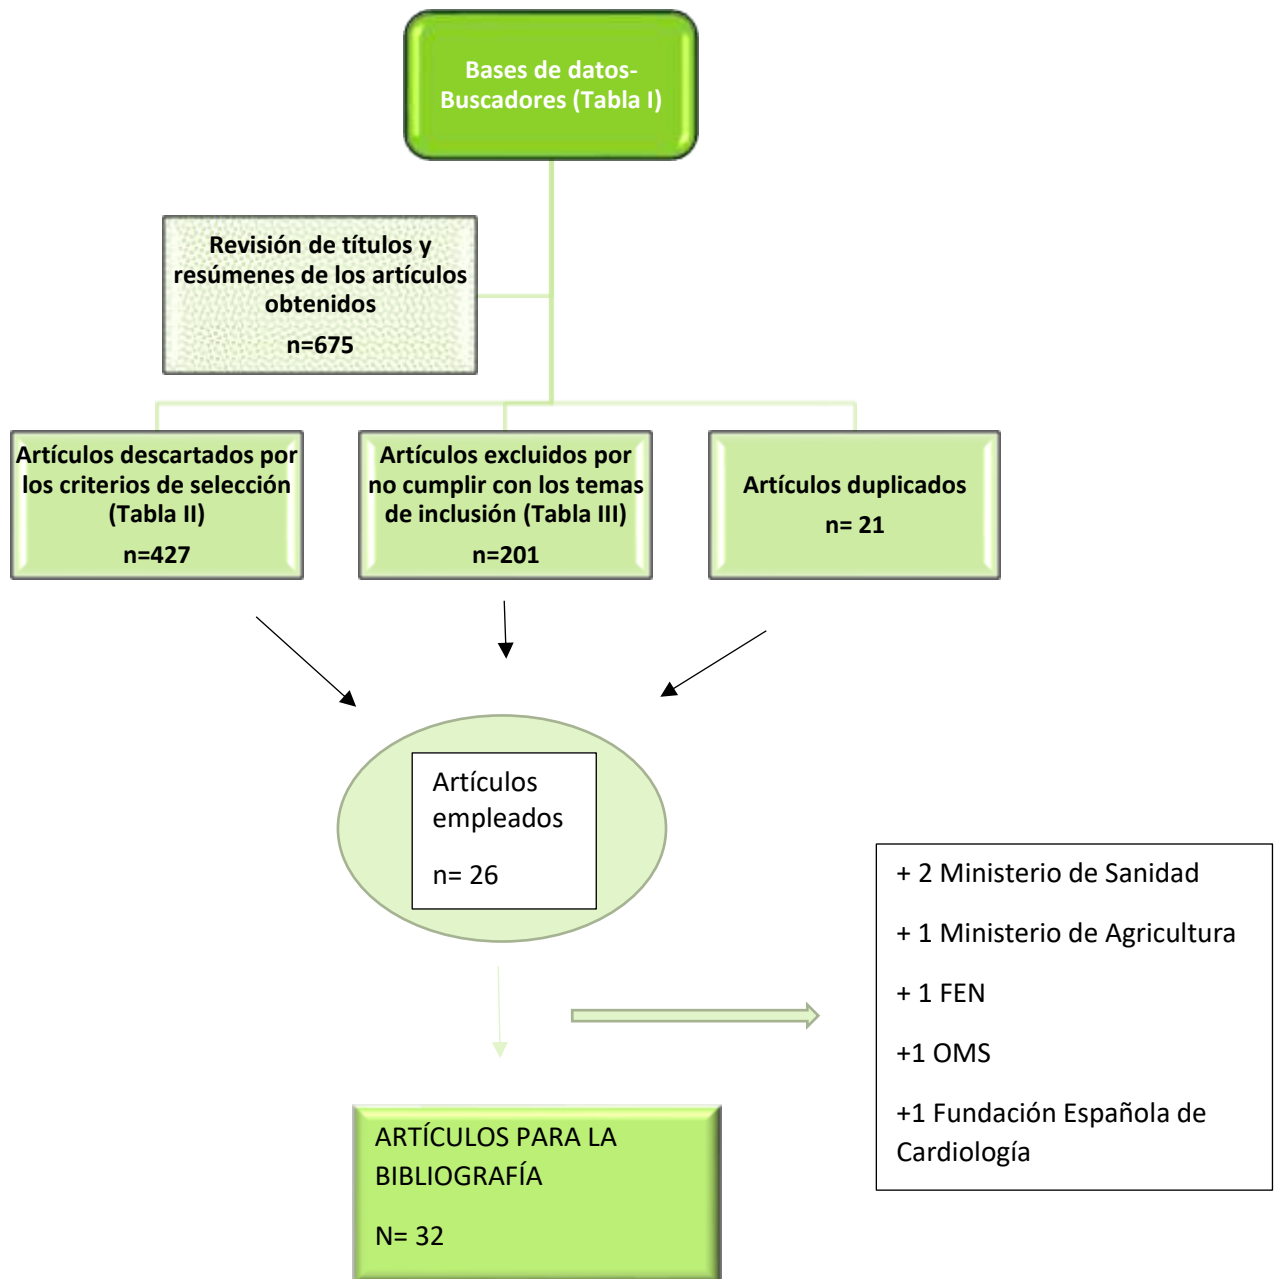 Bases de datos-
Buscadores (Tabla I)
Revisión de títulos y
resúmenes de los artículos
obtenidos
n=675
Artículos descartados por
los criterios de selección
(Tabla II)
n=427
Artículos excluidos por
no cumplir con los temas
de inclusión (Tabla III)
n=201
Artículos duplicados
n= 21
Artículos
empleados
n= 26
+ 2 Ministerio de Sanidad
+ 1 Ministerio de Agricultura
+ 1 FEN
+1 OMS
+1 Fundación Española de
Cardiología
ARTÍCULOS PARA LA
BIBLIOGRAFÍA
N= 32